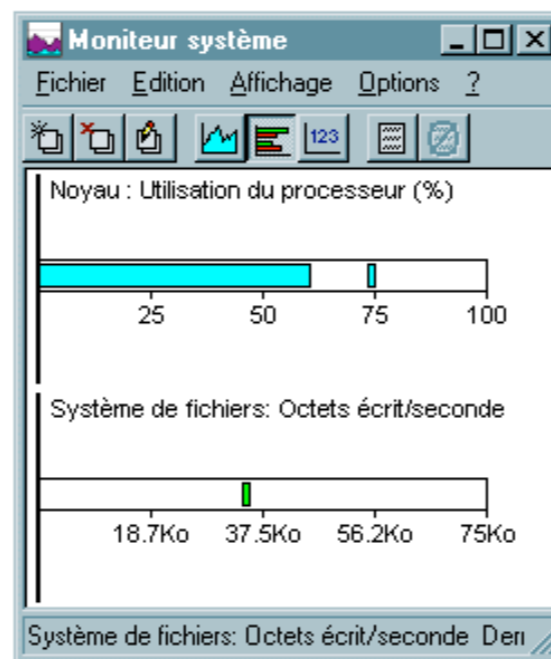 Moniteur système
Fichier Edition Affichage Options ?
123
Noyau : Utilisation du processeur (%)
25 50 75 100
Système de fichiers: Octets écrit/seconde
18.7Ko 37.5Ko 56.2Ko 75Ko
Système de fichiers: Octets écrit/seconde